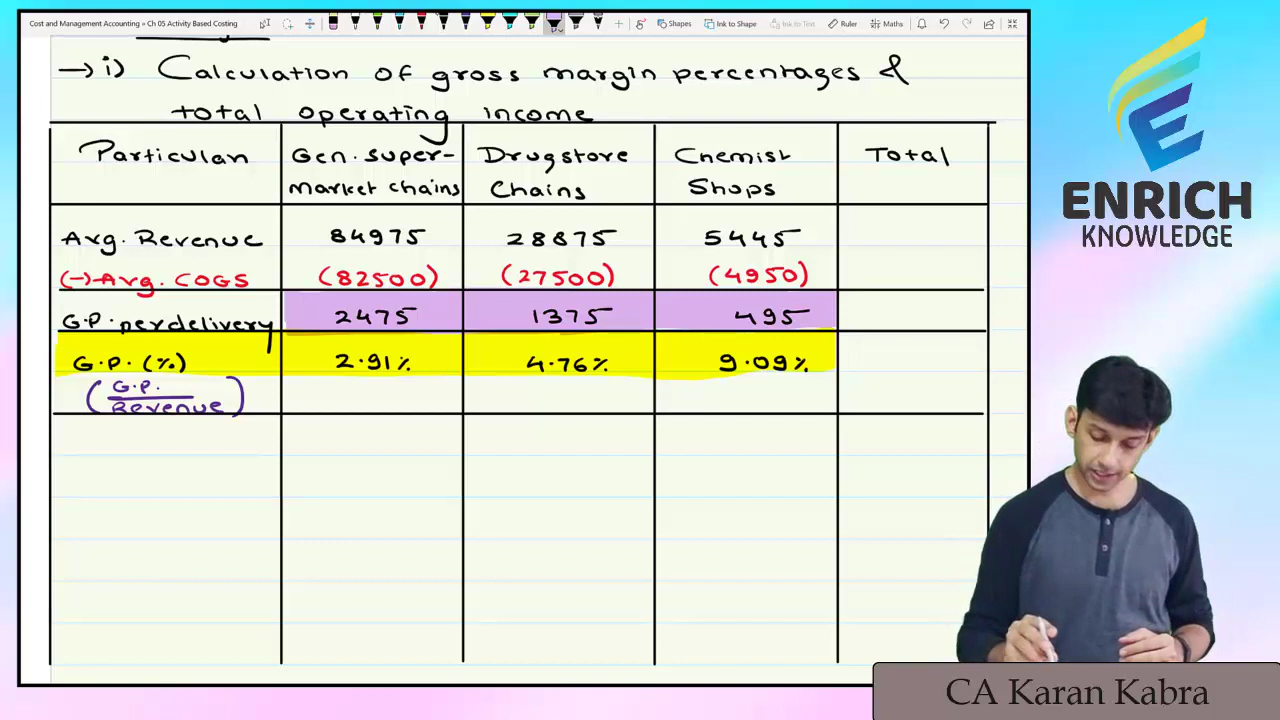 Cost and Management Accounting » Ch 05 Activity Based Costing
Shapes
Ink to Shape
Ink to Text
Ruler
Maths
→ i) Calculation of gross margin percentages &
total operating income
Particulars Gen. super- Drugstore Chemist Total
market chains Chains Shops
Avg. Revenue 84975 28875 5445
(-) Avg. COGS (82500) (27500) (4950)
G.P. per delivery 2475 1375 495
G.P. (%) 2.91% 4.76% 9.09%
(G.P.
Revenue)
ENRICH
KNOWLEDGE
CA Karan Kabra